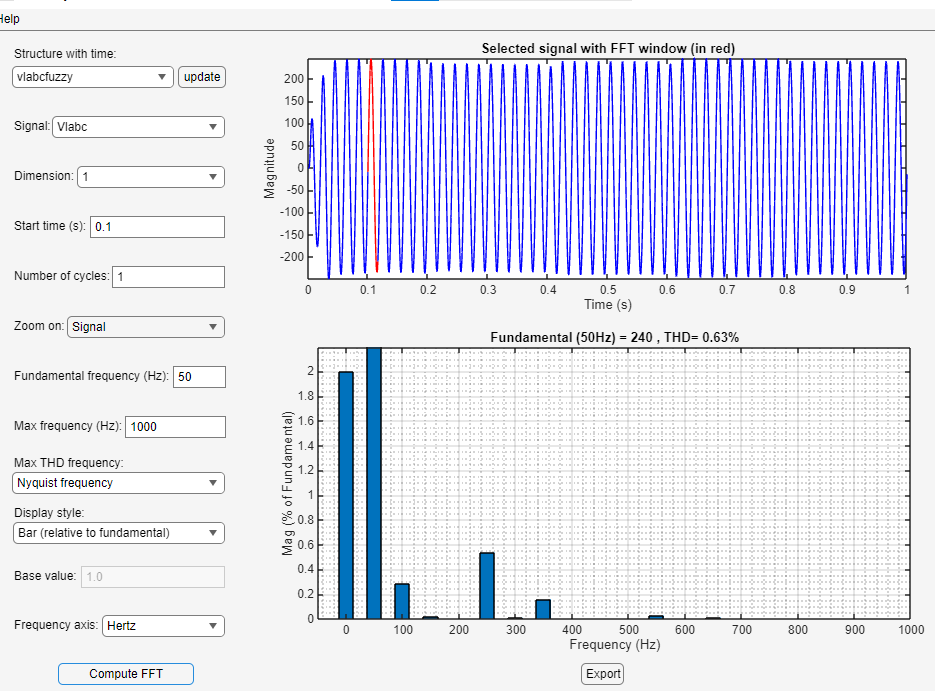 Help
Structure with time:
vlabcfuzzy
update
Signal: Vlabc
Dimension: 1
Start time (s): 0.1
Number of cycles: 1
Zoom on: Signal
Fundamental frequency (Hz): 50
Max frequency (Hz): 1000
Max THD frequency:
Nyquist frequency
Display style:
Bar (relative to fundamental)
Base value: 1.0
Frequency axis: Hertz
Compute FFT
Selected signal with FFT window (in red)
Magnitude
200
150
100
50
0
-50
-100
-150
-200
0 0.1 0.2 0.3 0.4 0.5 0.6 0.7 0.8 0.9 1
Time (s)
Fundamental (50Hz) = 240 , THD= 0.63%
Mag (% of Fundamental)
2
1.8
1.6
1.4
1.2
1
0.8
0.6
0.4
0.2
0
0 100 200 300 400 500 600 700 800 900 1000
Frequency (Hz)
Export